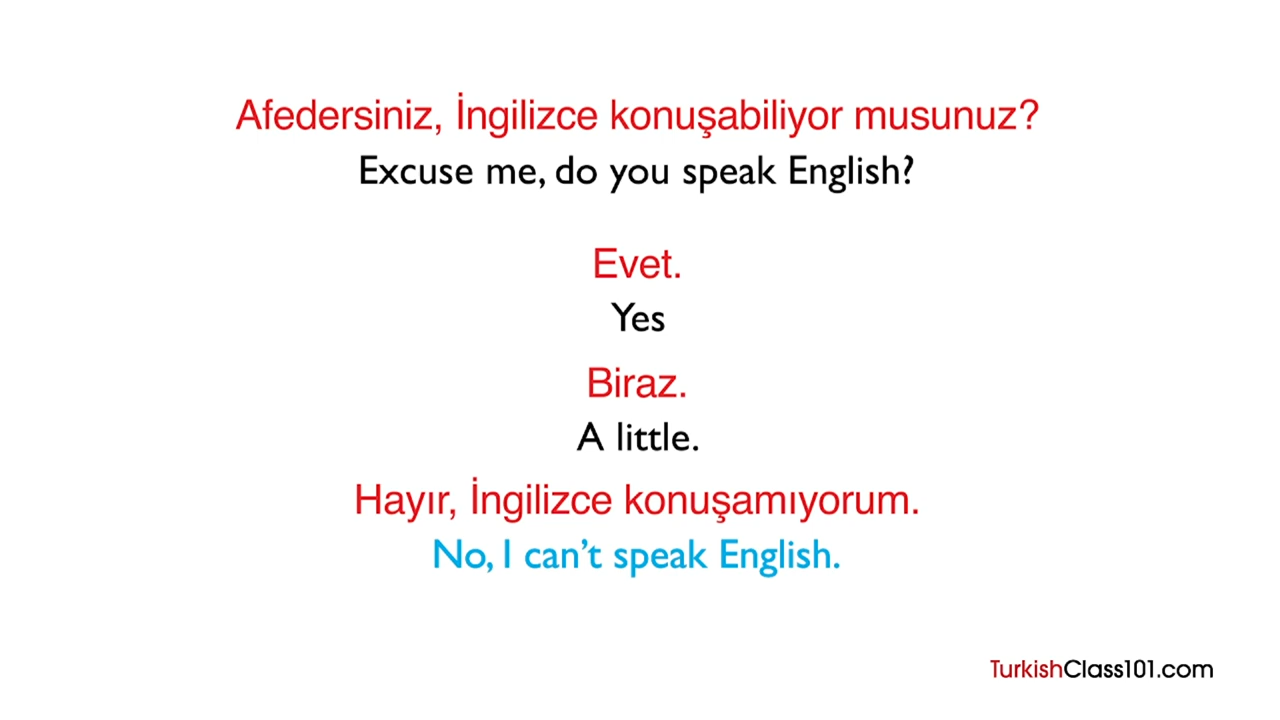 Afedersiniz, İngilizce konuşabiliyor musunuz?
Excuse me, do you speak English?
Evet.
Yes
Biraz.
A little.
Hayır, İngilizce konuşamıyorum.
No, I can’t speak English.
TurkishClass101.com